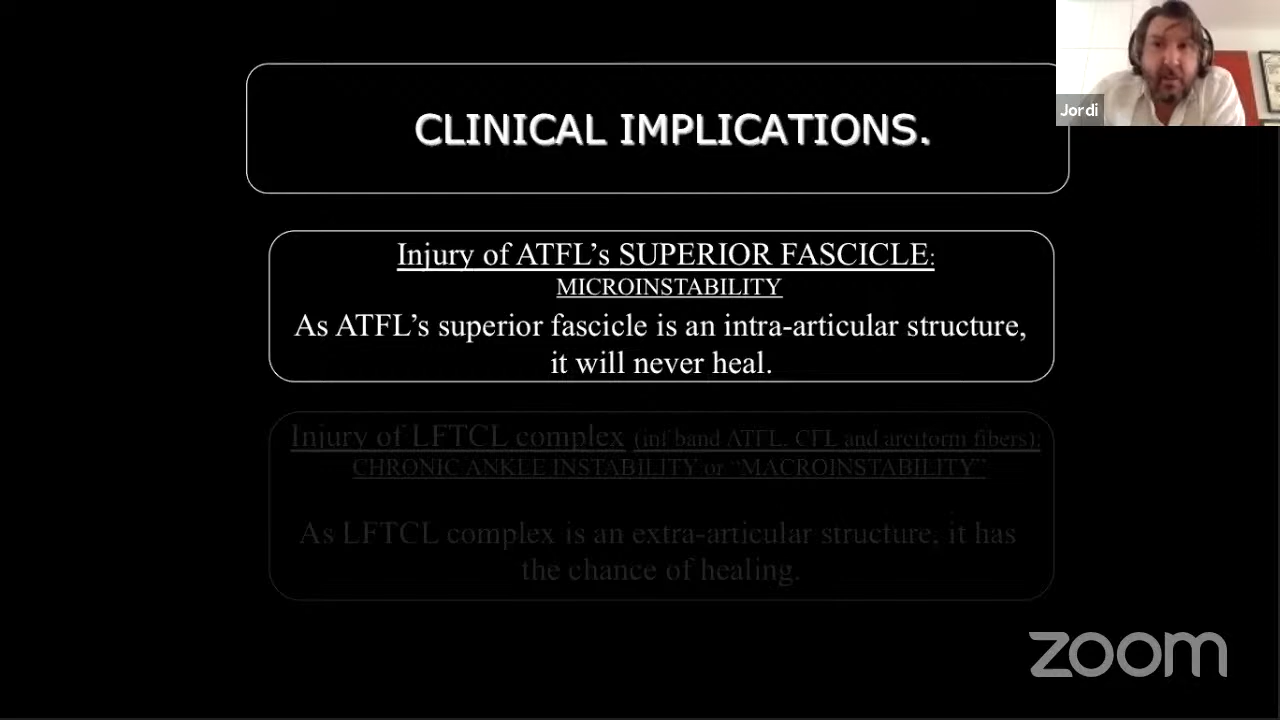 CLINICAL IMPLICATIONS.
Jordi
Injury of ATFL’s SUPERIOR FASCICLE:
MICROINSTABILITY
As ATFL’s superior fascicle is an intra-articular structure,
it will never heal.
Injury of LFTCL complex (inf band ATFL, CFL and arciform fibers):
CHRONIC ANKLE INSTABILITY or “MACROINSTABILITY”
As LFTCL complex is an extra-articular structure, it has
the chance of healing.
zoom